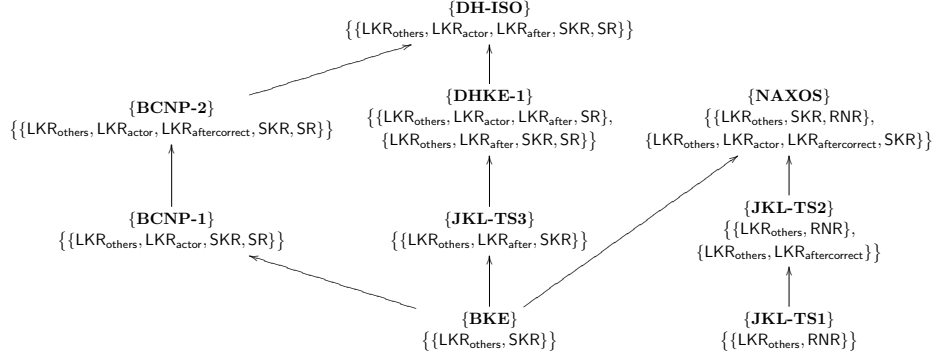 {DH-ISO}
{{LKR_others, LKR_actor, LKR_after, SKR, SR}}
{BCNP-2}
{{LKR_others, LKR_actor, LKR_aftercorrect, SKR, SR}}
{DHKE-1}
{{LKR_others, LKR_actor, LKR_after, SR},
{LKR_others, LKR_after, SKR, SR}}
{NAXOS}
{{LKR_others, SKR, RNR},
{LKR_others, LKR_actor, LKR_aftercorrect, SKR}}
{BCNP-1}
{{LKR_others, LKR_actor, SKR, SR}}
{JKL-TS3}
{{LKR_others, LKR_after, SKR}}
{JKL-TS2}
{{LKR_others, RNR},
{LKR_others, LKR_aftercorrect}}
{BKE}
{{LKR_others, SKR}}
{JKL-TS1}
{{LKR_others, RNR}}